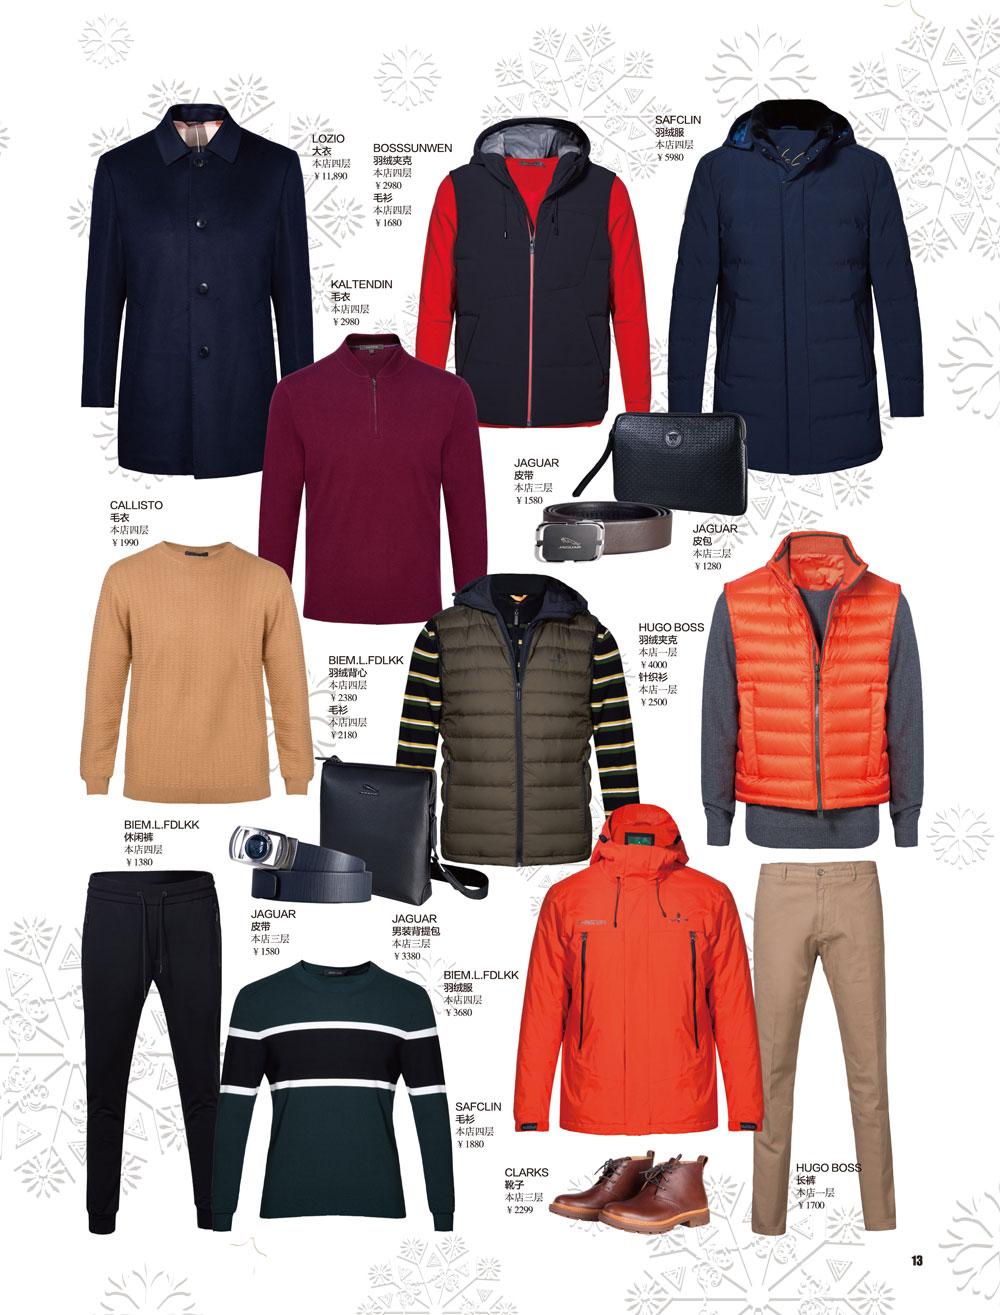 LOZIO
大衣
本店四层
￥11,890
BOSSSUNWEN
羽绒夹克
本店四层
￥2980
毛衫
本店四层
￥1680
SAFCLIN
羽绒服
本店四层
￥5980
KALTENDIN
毛衣
本店四层
￥2980
JAGUAR
皮带
本店三层
￥1580
JAGUAR
JAGUAR
皮包
本店三层
￥1280
CALLISTO
毛衣
本店四层
￥1990
HUGO BOSS
羽绒夹克
本店一层
￥4000
针织衫
本店一层
￥2500
BIEM.L.FDLKK
羽绒背心
本店四层
￥2380
毛衫
本店四层
￥2180
BIEM.L.FDLKK
休闲裤
本店四层
￥1380
JAGUAR
皮带
本店三层
￥1580
JAGUAR
男装背提包
本店三层
￥3380
BIEM.L.FDLKK
羽绒服
本店四层
￥3680
SAFCLIN
毛衫
本店四层
￥1880
CLARKS
靴子
本店三层
￥2299
HUGO BOSS
长裤
本店一层
￥1700
13